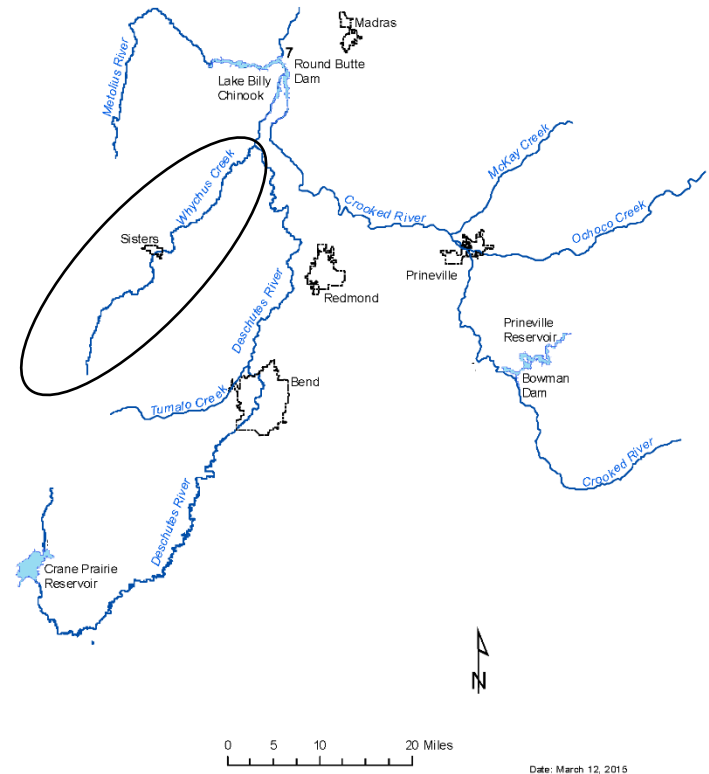 Madras
7
Round Butte
Dam
Lake Billy
Chinook
Metolius River
Whychus Creek
McKay Creek
Crooked River
Ochoco Creek
Sisters
Prineville
Redmond
Deschutes River
Prineville
Reservoir
Bowman
Dam
Bend
Tumalo Creek
Crooked River
Deschutes River
Crane Prairie
Reservoir
N
0 5 10 20 Miles
Date: March 12, 2015